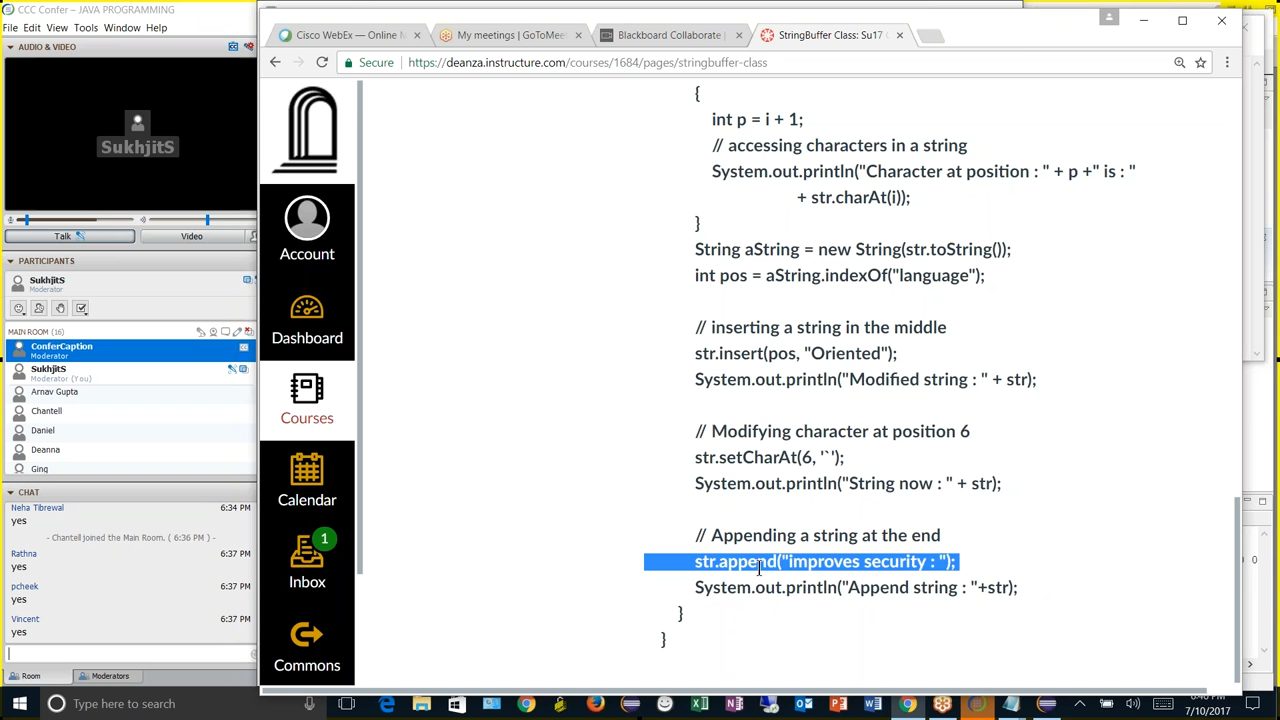 CCC Confer – JAVA PROGRAMMING
File Edit View Tools Window Help
AUDIO & VIDEO
SukhjitS
Talk
Video
PARTICIPANTS
SukhjitS
Moderator
MAIN ROOM (16)
ConferCaption
Moderator
SukhjitS
Moderator (You)
Arnav Gupta
Chantell
Daniel
Deanna
Ging
CHAT
Neha Tibrewal 6:34 PM
yes
- Chantell joined the Main Room. ( 6:36 PM ) -
Rathna 6:36 PM
yes
pcheek 6:36 PM
yes
Vincent 6:37 PM
yes
Room
Moderators
Cisco WebEx — Online M
My meetings | GoToMeet
Blackboard Collaborate
StringBuffer Class: Su17
Secure https://deanza.instructure.com/courses/1684/pages/stringbuffer-class
Account
Dashboard
Courses
Calendar
1
Inbox
Commons
{
int p = i + 1;
// accessing characters in a string
System.out.println("Character at position : " + p +" is : "
+ str.charAt(i));
}
String aString = new String(str.toString());
int pos = aString.indexOf("language");
// inserting a string in the middle
str.insert(pos, "Oriented");
System.out.println("Modified string : " + str);
// Modifying character at position 6
str.setCharAt(6, '`');
System.out.println("String now : " + str);
// Appending a string at the end
str.append("improves security : ");
System.out.println("Append string : "+str);
}
}
0 0
Type here to search
7/10/2017